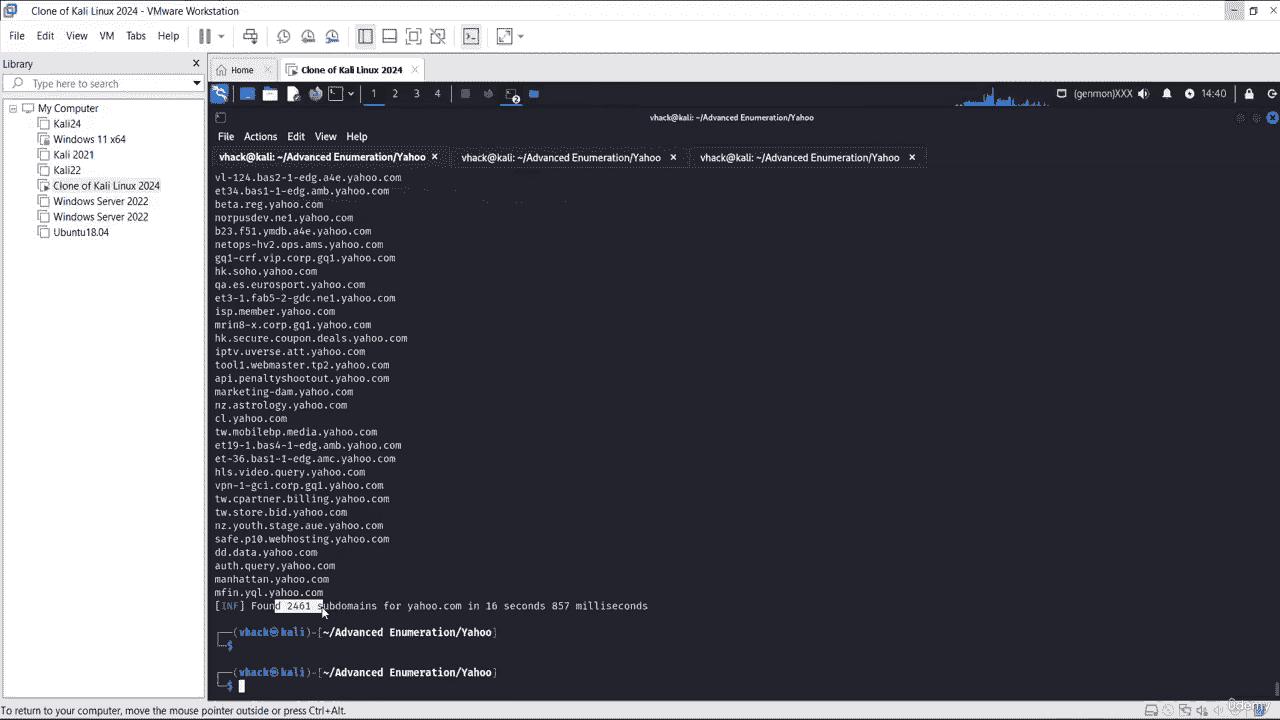 Clone of Kali Linux 2024 - VMware Workstation
File Edit View VM Tabs Help
Library
Type here to search
My Computer
Kali24
Windows 11 x64
Kali 2021
Kali22
Clone of Kali Linux 2024
Windows Server 2022
Windows Server 2022
Ubuntu18.04
Home
Clone of Kali Linux 2024
1 2 3 4
2
(genmon)XXX
14:40
vhack@kali: ~/Advanced Enumeration/Yahoo
File Actions Edit View Help
vhack@kali: ~/Advanced Enumeration/Yahoo
vhack@kali: ~/Advanced Enumeration/Yahoo
vhack@kali: ~/Advanced Enumeration/Yahoo
vl-124.bas2-1-edg.a4e.yahoo.com
et34.bas1-1-edg.amb.yahoo.com
beta.reg.yahoo.com
norpusdev.ne1.yahoo.com
b23.f51.ymdb.a4e.yahoo.com
netops-hv2.ops.ams.yahoo.com
gq1-crf.vip.corp.gq1.yahoo.com
hk.soho.yahoo.com
qa.es.eurosport.yahoo.com
et3-1.fab5-2-gdc.ne1.yahoo.com
isp.member.yahoo.com
mrin8-x.corp.gq1.yahoo.com
hk.secure.coupon.deals.yahoo.com
iptv.uverse.att.yahoo.com
tool1.webmaster.tp2.yahoo.com
api.penaltyshootout.yahoo.com
marketing-dam.yahoo.com
nz.astrology.yahoo.com
cl.yahoo.com
tw.mobilebp.media.yahoo.com
et19-1.bas4-1-edg.amb.yahoo.com
et-36.bas1-1-edg.amc.yahoo.com
hls.video.query.yahoo.com
vpn-1-gci.corp.gq1.yahoo.com
tw.cpartner.billing.yahoo.com
tw.store.bid.yahoo.com
nz.youth.stage.aue.yahoo.com
safe.p10.webhosting.yahoo.com
dd.data.yahoo.com
auth.query.yahoo.com
manhattan.yahoo.com
mfin.yql.yahoo.com
[INF] Found 2461 subdomains for yahoo.com in 16 seconds 857 milliseconds
(vhack㉿kali)-[~/Advanced Enumeration/Yahoo]
$
(vhack㉿kali)-[~/Advanced Enumeration/Yahoo]
$
To return to your computer, move the mouse pointer outside or press Ctrl+Alt.
Udemy